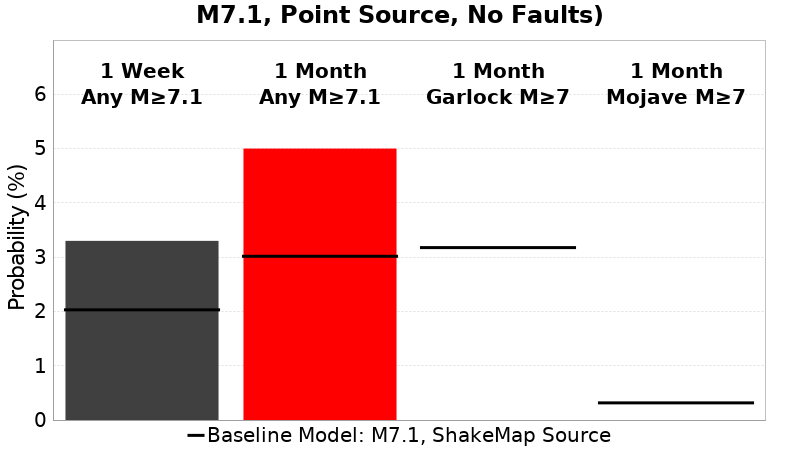 M7.1, Point Source, No Faults)
1 Week
Any M≥7.1
1 Month
Any M≥7.1
1 Month
Garlock M≥7
1 Month
Mojave M≥7
Probability (%)
6
5
4
3
2
1
0
Baseline Model: M7.1, ShakeMap Source